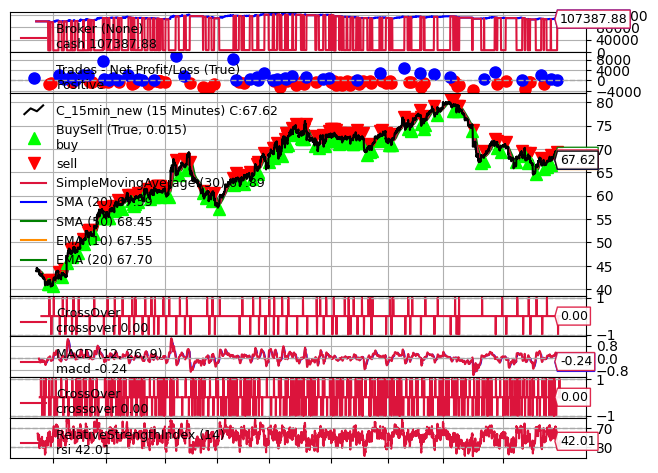 Broker (None)
cash 107387.88
107387.88
40000
0
Trades - Net Profit/Loss (True)
Positive
8000
4000
0
−4000
C_15min_new (15 Minutes) C:67.62
BuySell (True, 0.015)
buy
sell
SimpleMovingAverage (30) 67.89
SMA (20)
SMA (50) 68.45
EMA (10) 67.55
EMA (20) 67.70
80
75
70
67.62
65
60
55
50
45
40
CrossOver
crossover 0.00
1
0.00
−1
MACD (12, 26, 9)
macd -0.24
0.8
0.0
-0.24
−0.8
CrossOver
crossover 0.00
1
0.00
−1
RelativeStrengthIndex (14)
rsi 42.01
70
42.01
30